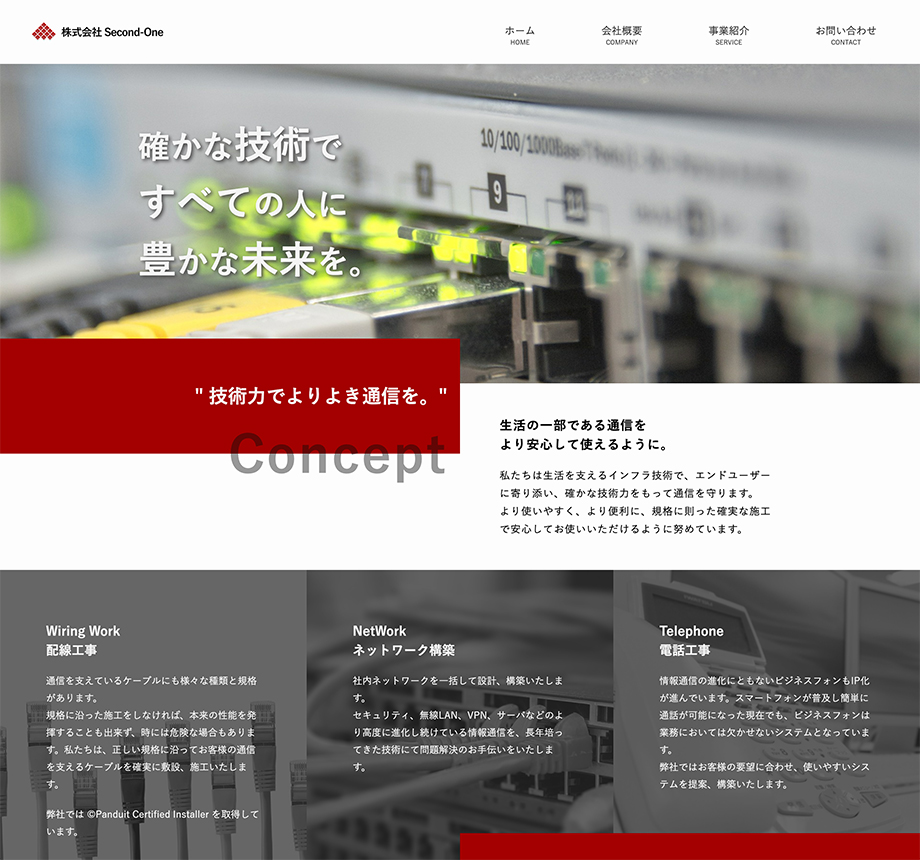 株式会社 Second-One
ホーム
HOME
会社概要
COMPANY
事業紹介
SERVICE
お問い合わせ
CONTACT
10/100/1000Base
7
9
確かな技術で
すべての人に
豊かな未来を。
" 技術力でよりよき通信を。"
Concept
生活の一部である通信を
より安心して使えるように。
私たちは生活を支えるインフラ技術で、エンドユーザー
に寄り添い、確かな技術力をもって通信を守ります。
より使いやすく、より便利に、規格に則った確実な施工
で安心してお使いいただけるように努めています。
Wiring Work
配線工事
通信を支えているケーブルにも様々な種類と規格
があります。
規格に沿った施工をしなければ、本来の性能を発
揮することも出来ず、時には危険な場合もありま
す。私たちは、正しい規格に沿ってお客様の通信
を支えるケーブルを確実に敷設、施工いたしま
す。
弊社では ©Panduit Certified Installer を取得して
います。
NetWork
ネットワーク構築
社内ネットワークを一括して設計、構築いたしま
す。
セキュリティ、無線LAN、VPN、サーバなどのよ
り高度に進化し続けている情報通信を、長年培っ
てきた技術にて問題解決のお手伝いをいたしま
す。
Telephone
電話工事
情報通信の進化にともないビジネスフォンもIP化
が進んでいます。スマートフォンが普及し簡単に
通話が可能になった現在でも、ビジネスフォンは
業務においては欠かせないシステムとなっていま
す。
弊社ではお客様の要望に合わせ、使いやすいシス
テムを提案、構築いたします。